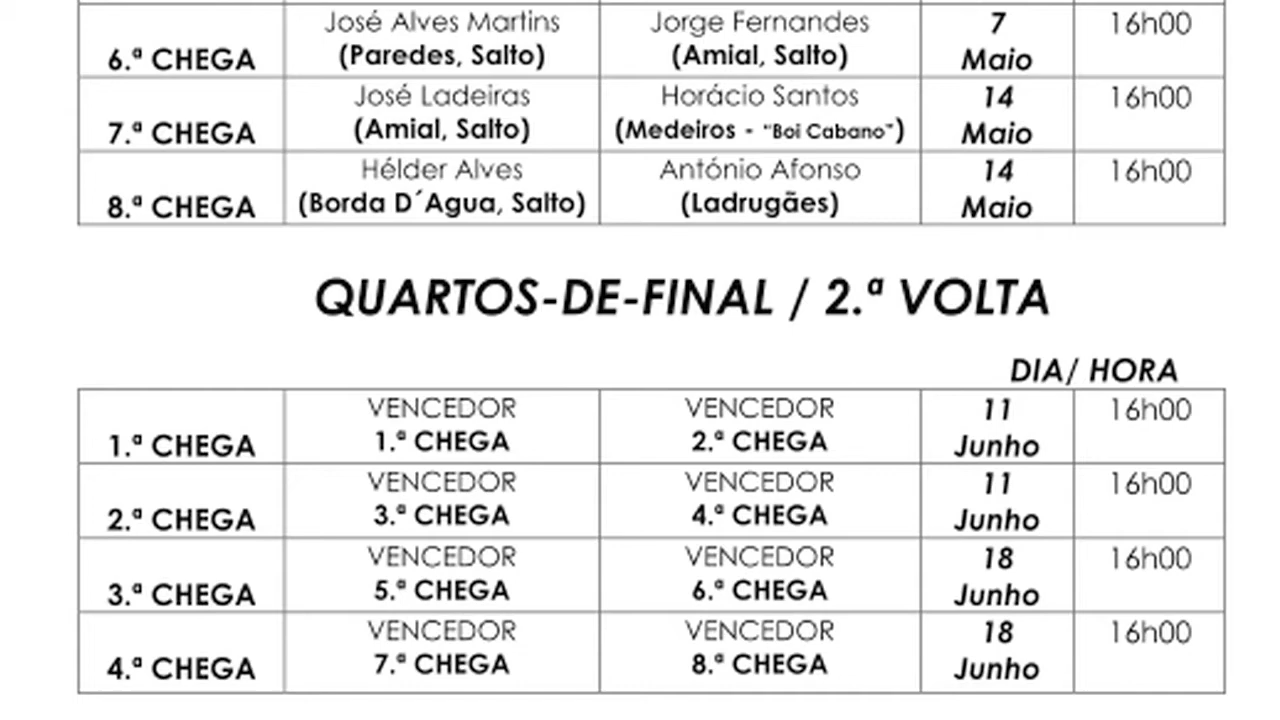 José Alves Martins Jorge Fernandes 7 16h00
6.ª CHEGA (Paredes, Salto) (Amial, Salto) Maio
José Ladeiras Horácio Santos 14 16h00
7.ª CHEGA (Amial, Salto) (Medeiros - "Boi Cabano") Maio
Hélder Alves António Afonso 14 16h00
8.ª CHEGA (Borda D´Agua, Salto) (Ladrugães) Maio
QUARTOS-DE-FINAL / 2.ª VOLTA
DIA/ HORA
VENCEDOR VENCEDOR 11 16h00
1.ª CHEGA 1.ª CHEGA 2.ª CHEGA Junho
VENCEDOR VENCEDOR 11 16h00
2.ª CHEGA 3.ª CHEGA 4.ª CHEGA Junho
VENCEDOR VENCEDOR 18 16h00
3.ª CHEGA 5.ª CHEGA 6.ª CHEGA Junho
VENCEDOR VENCEDOR 18 16h00
4.ª CHEGA 7.ª CHEGA 8.ª CHEGA Junho